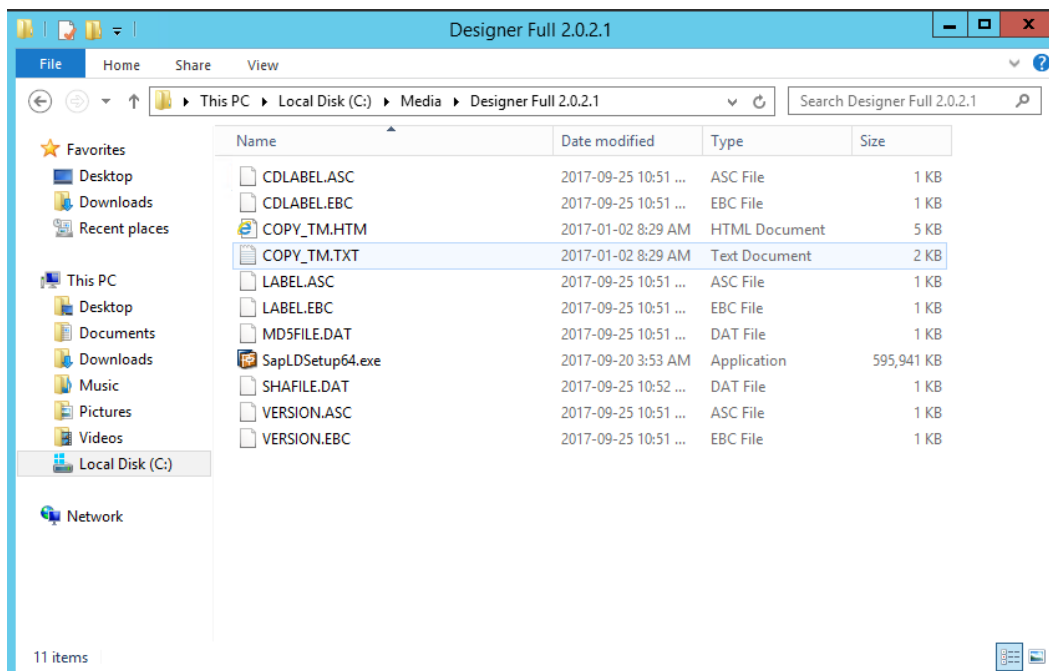 Designer Full 2.0.2.1
File Home Share View
This PC Local Disk (C:) Media Designer Full 2.0.2.1 Search Designer Full 2.0.2.1
Name Date modified Type Size
Favorites
Desktop
Downloads
Recent places
This PC
Desktop
Documents
Downloads
Music
Pictures
Videos
Local Disk (C:)
Network
CDLABEL.ASC 2017-09-25 10:51 ... ASC File 1 KB
CDLABEL.EBC 2017-09-25 10:51 ... EBC File 1 KB
COPY_TM.HTM 2017-01-02 8:29 AM HTML Document 5 KB
COPY_TM.TXT 2017-01-02 8:29 AM Text Document 2 KB
LABEL.ASC 2017-09-25 10:51 ... ASC File 1 KB
LABEL.EBC 2017-09-25 10:51 ... EBC File 1 KB
MD5FILE.DAT 2017-09-25 10:51 ... DAT File 1 KB
SapLDSetup64.exe 2017-09-20 3:53 AM Application 595,941 KB
SHAFILE.DAT 2017-09-25 10:52 ... DAT File 1 KB
VERSION.ASC 2017-09-25 10:51 ... ASC File 1 KB
VERSION.EBC 2017-09-25 10:51 ... EBC File 1 KB
11 items